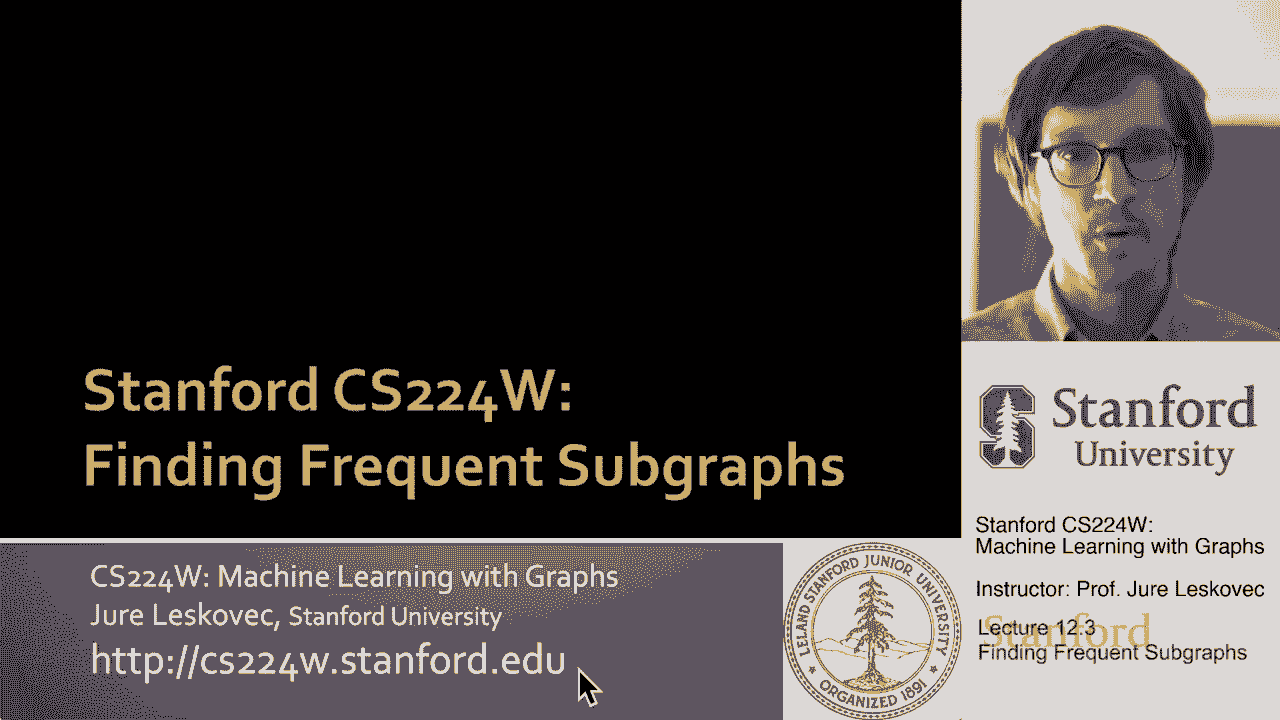 Stanford CS224W:
Finding Frequent Subgraphs
CS224W: Machine Learning with Graphs
Jure Leskovec, Stanford University
http://cs224w.stanford.edu
LELAND STANFORD JUNIOR UNIVERSITY
ORGANIZED 1891
Stanford
University
Stanford CS224W:
Machine Learning with Graphs
Instructor: Prof. Jure Leskovec
Stanford
Lecture 12.3
Finding Frequent Subgraphs